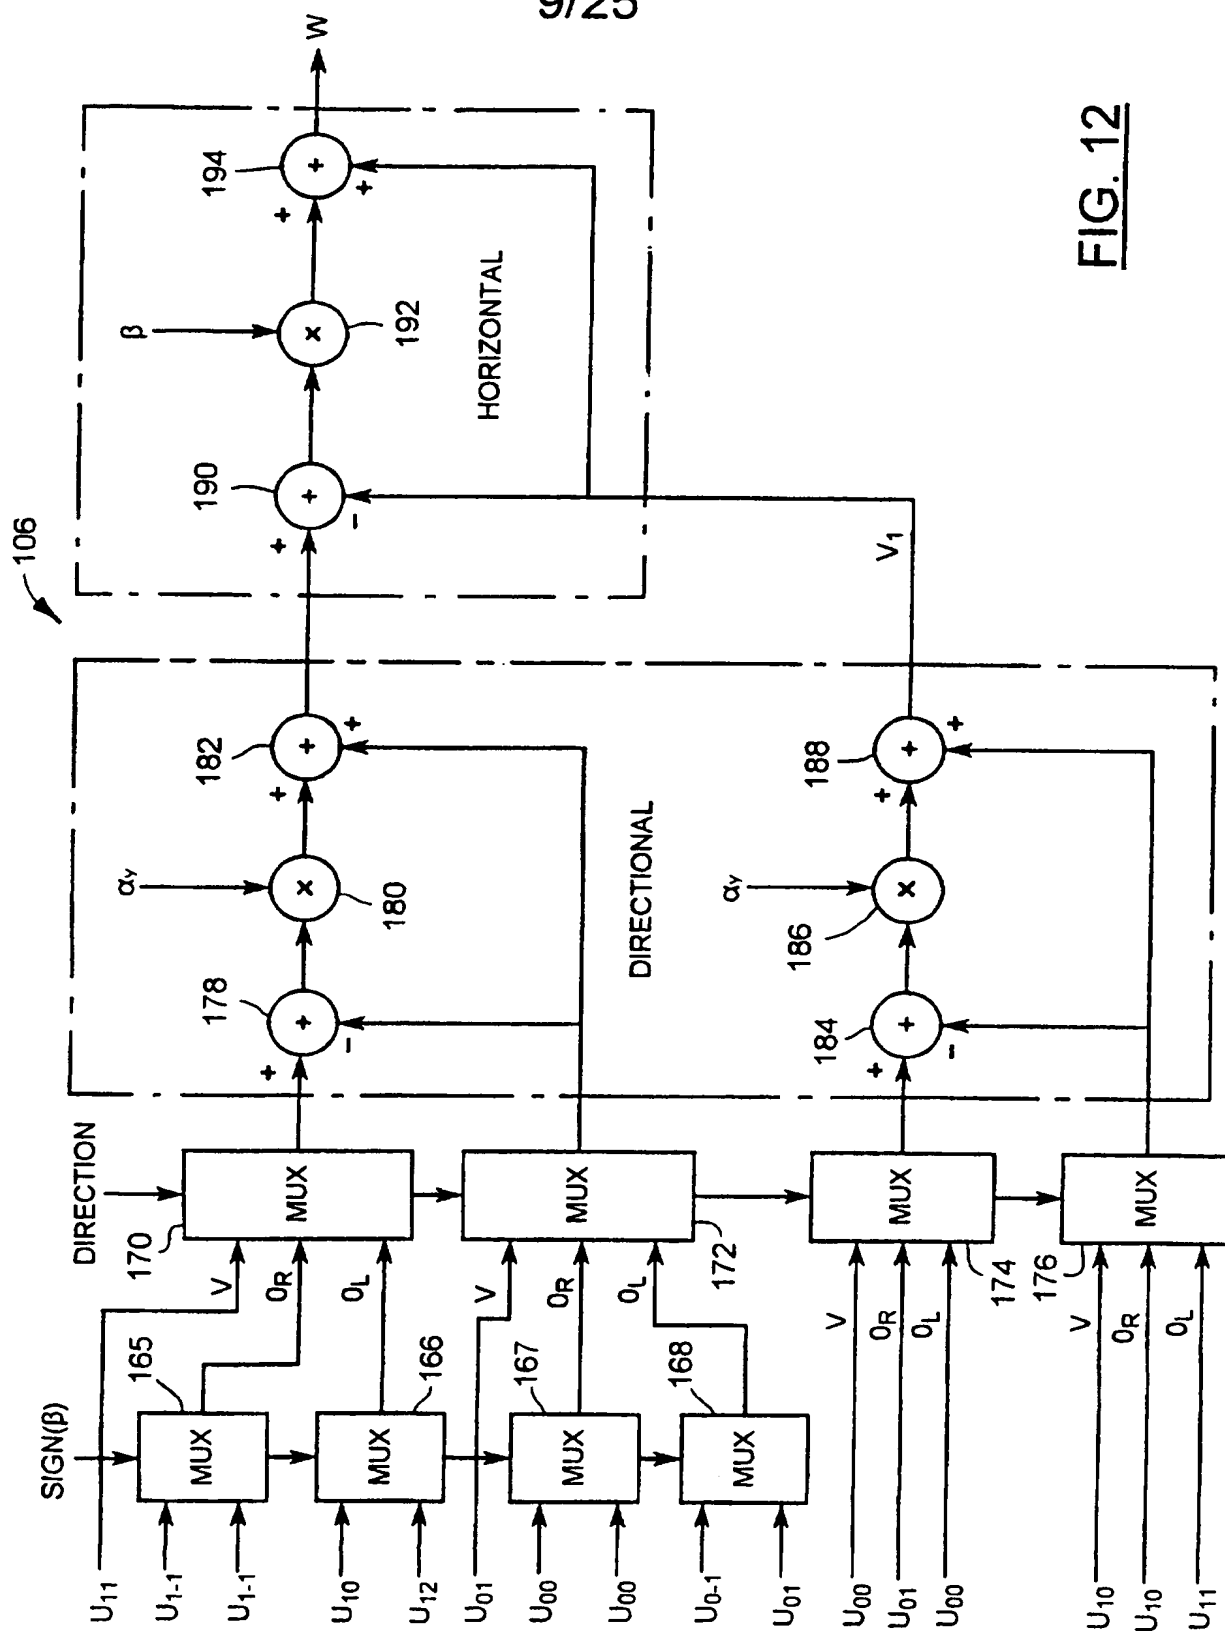 9/25
106
SIGN(β)
DIRECTION
U11
U1-1
U1-1
U10
U12
U01
U00
U00
U0-1
U01
U00
U01
U00
U10
U10
U11
165
MUX
166
MUX
167
MUX
168
MUX
V
0R
0L
170
MUX
V
0R
0L
172
MUX
V
0R
0L
174
MUX
V
0R
0L
176
MUX
DIRECTIONAL
178
+
+
-
αy
180
×
182
+
+
+
184
+
+
-
αy
186
×
188
+
+
+
V1
HORIZONTAL
190
+
+
-
β
192
×
194
+
+
+
W
FIG. 12